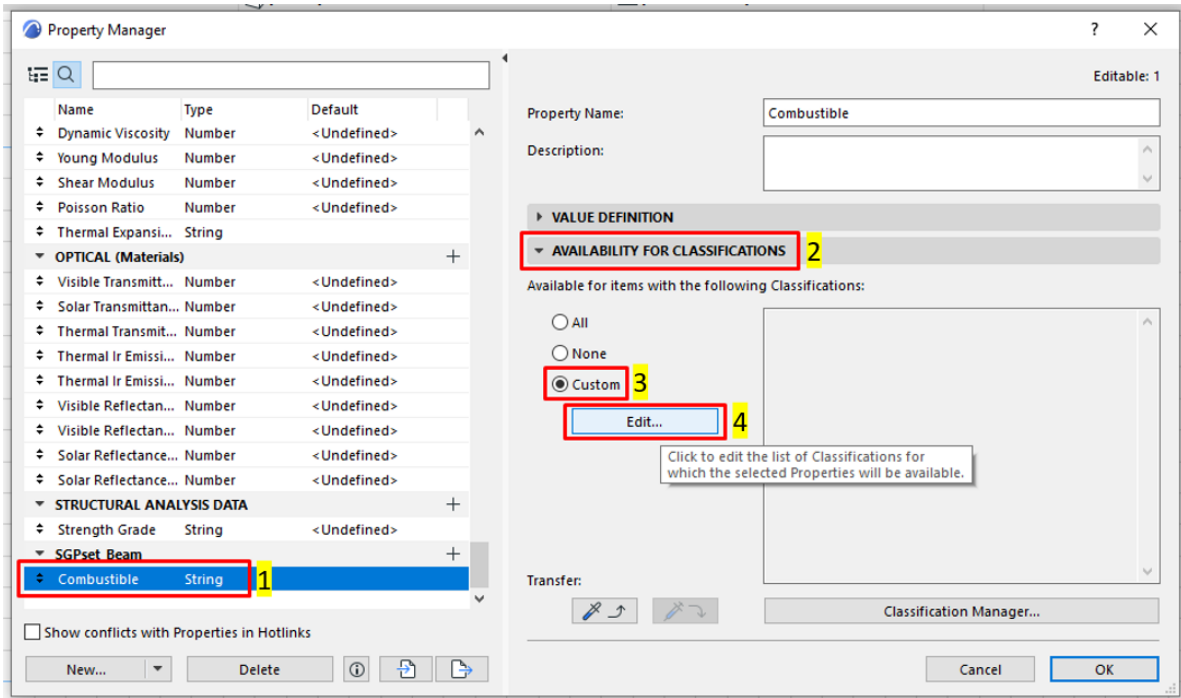 Property Manager
?
Editable: 1
Name Type Default
Dynamic Viscosity Number <Undefined>
Young Modulus Number <Undefined>
Shear Modulus Number <Undefined>
Poisson Ratio Number <Undefined>
Thermal Expansi... String
OPTICAL (Materials)
Visible Transmitt... Number <Undefined>
Solar Transmittan... Number <Undefined>
Thermal Transmit... Number <Undefined>
Thermal Ir Emissi... Number <Undefined>
Thermal Ir Emissi... Number <Undefined>
Visible Reflectan... Number <Undefined>
Visible Reflectan... Number <Undefined>
Solar Reflectance... Number <Undefined>
Solar Reflectance... Number <Undefined>
STRUCTURAL ANALYSIS DATA
Strength Grade String <Undefined>
SGPset_Beam
Combustible String 1
Show conflicts with Properties in Hotlinks
New... Delete
Property Name: Combustible
Description:
VALUE DEFINITION
AVAILABILITY FOR CLASSIFICATIONS 2
Available for items with the following Classifications:
All
None
Custom 3
Edit... 4
Click to edit the list of Classifications for
which the selected Properties will be available.
Transfer:
Classification Manager...
Cancel OK